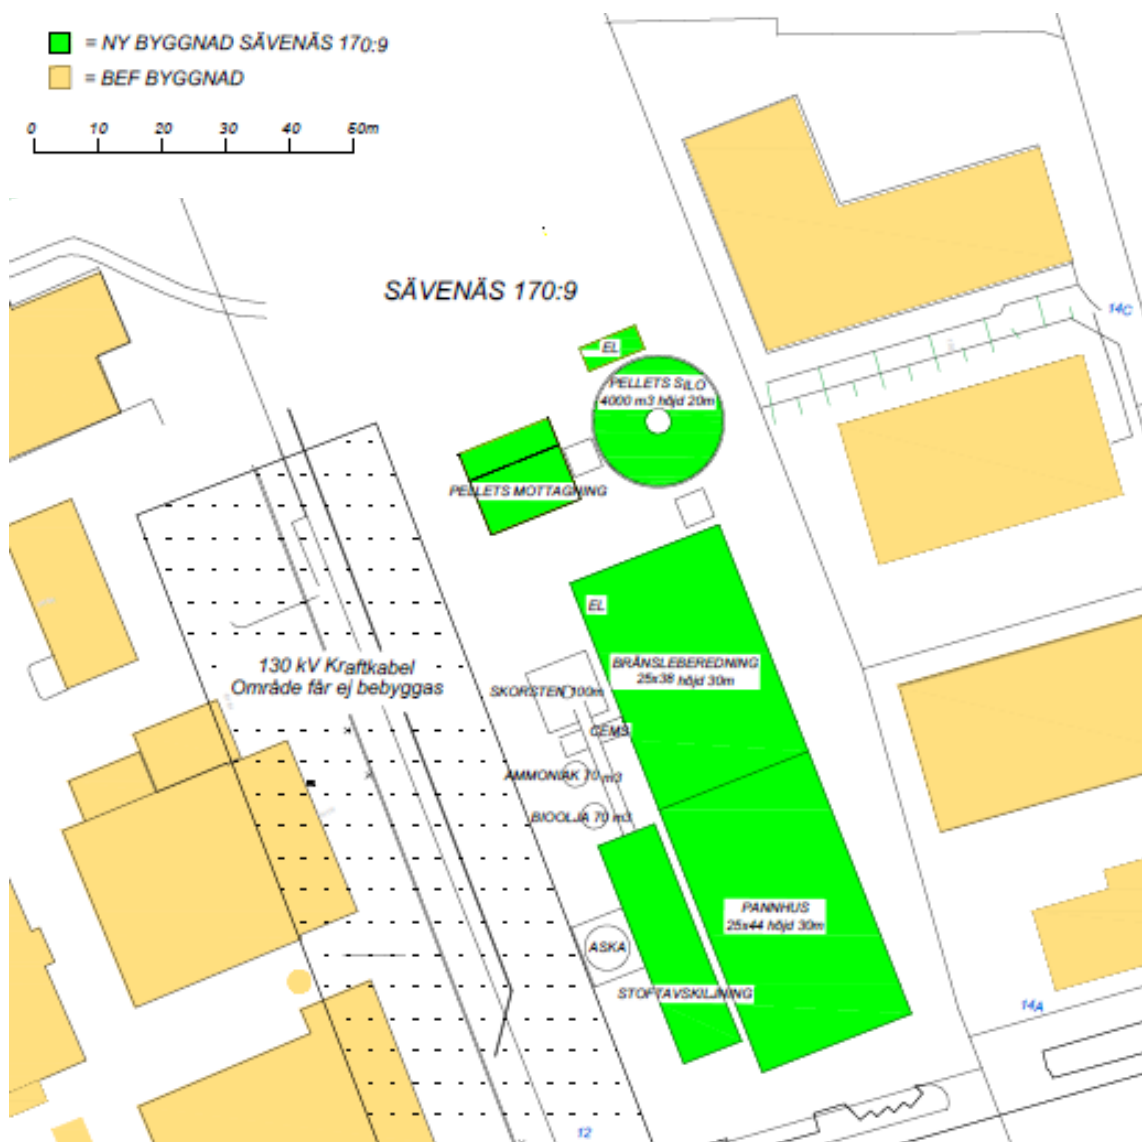 = NY BYGGNAD SÄVENÄS 170:9
= BEF BYGGNAD
0 10 20 30 40 50m
SÄVENÄS 170:9
14C
EL
PELLETS SILO
4000 m3 höjd 20m
PELLETS MOTTAGNING
EL
130 kV Kraftkabel
Område får ej bebyggas
BRÄNSLEBEREDNING
25x38 höjd 30m
SKORSTEN 100m
CEMS
AMMONIAK 70 m3
BIOOLJA 70 m3
PANNHUS
25x44 höjd 30m
ASKA
STOFTAVSKILJNING
14A
12